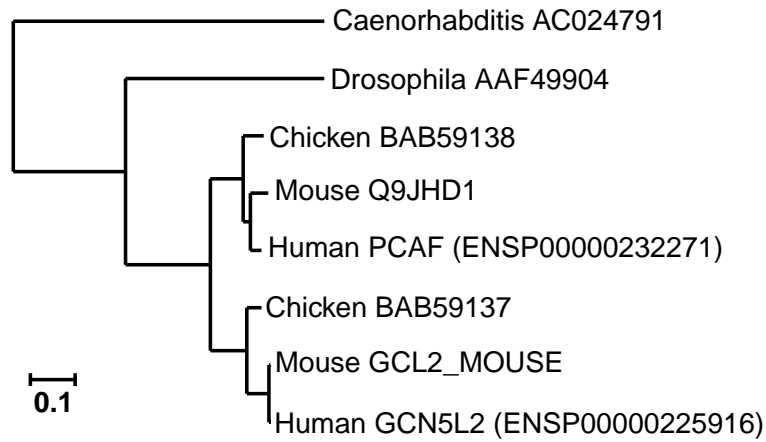 Caenorhabditis AC024791
Drosophila AAF49904
Chicken BAB59138
Mouse Q9JHD1
Human PCAF (ENSP00000232271)
Chicken BAB59137
Mouse GCL2_MOUSE
0.1
Human GCN5L2 (ENSP00000225916)